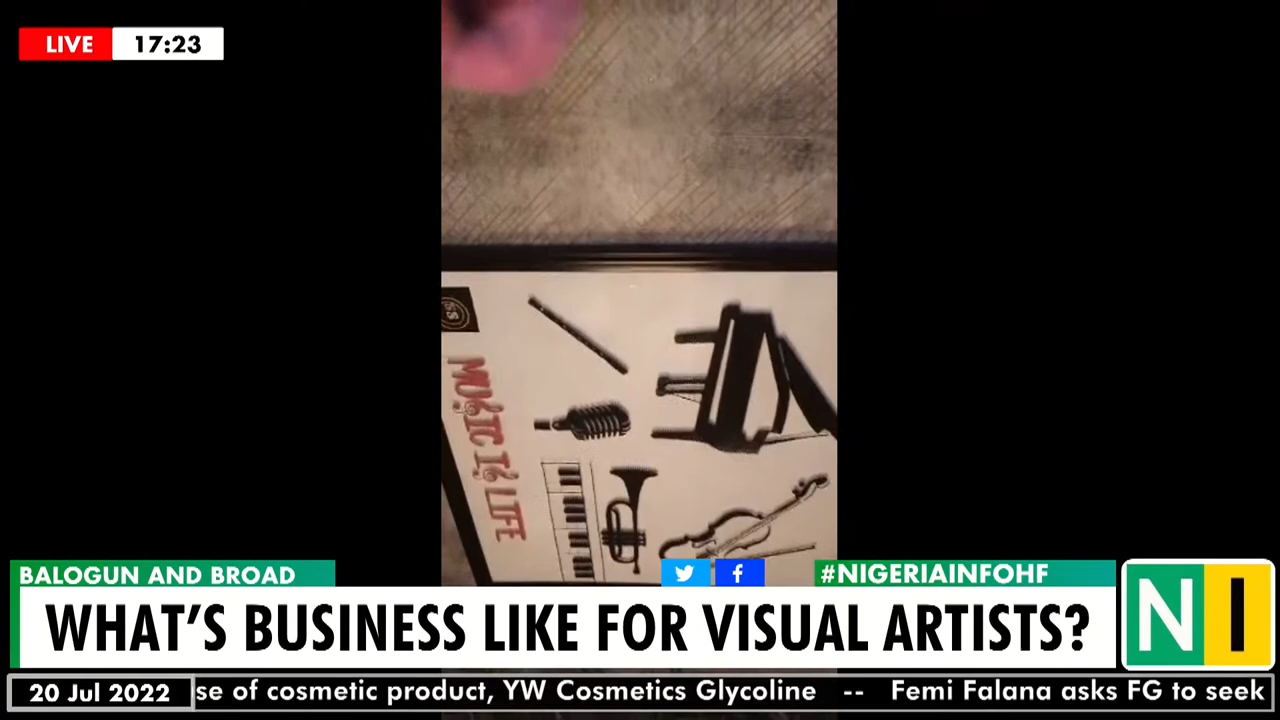 LIVE 17:23
MUSIC IS LIFE
BALOGUN AND BROAD
#NIGERIAINFOHF
WHAT'S BUSINESS LIKE FOR VISUAL ARTISTS?
NI
20 Jul 2022 se of cosmetic product, YW Cosmetics Glycoline -- Femi Falana asks FG to seek